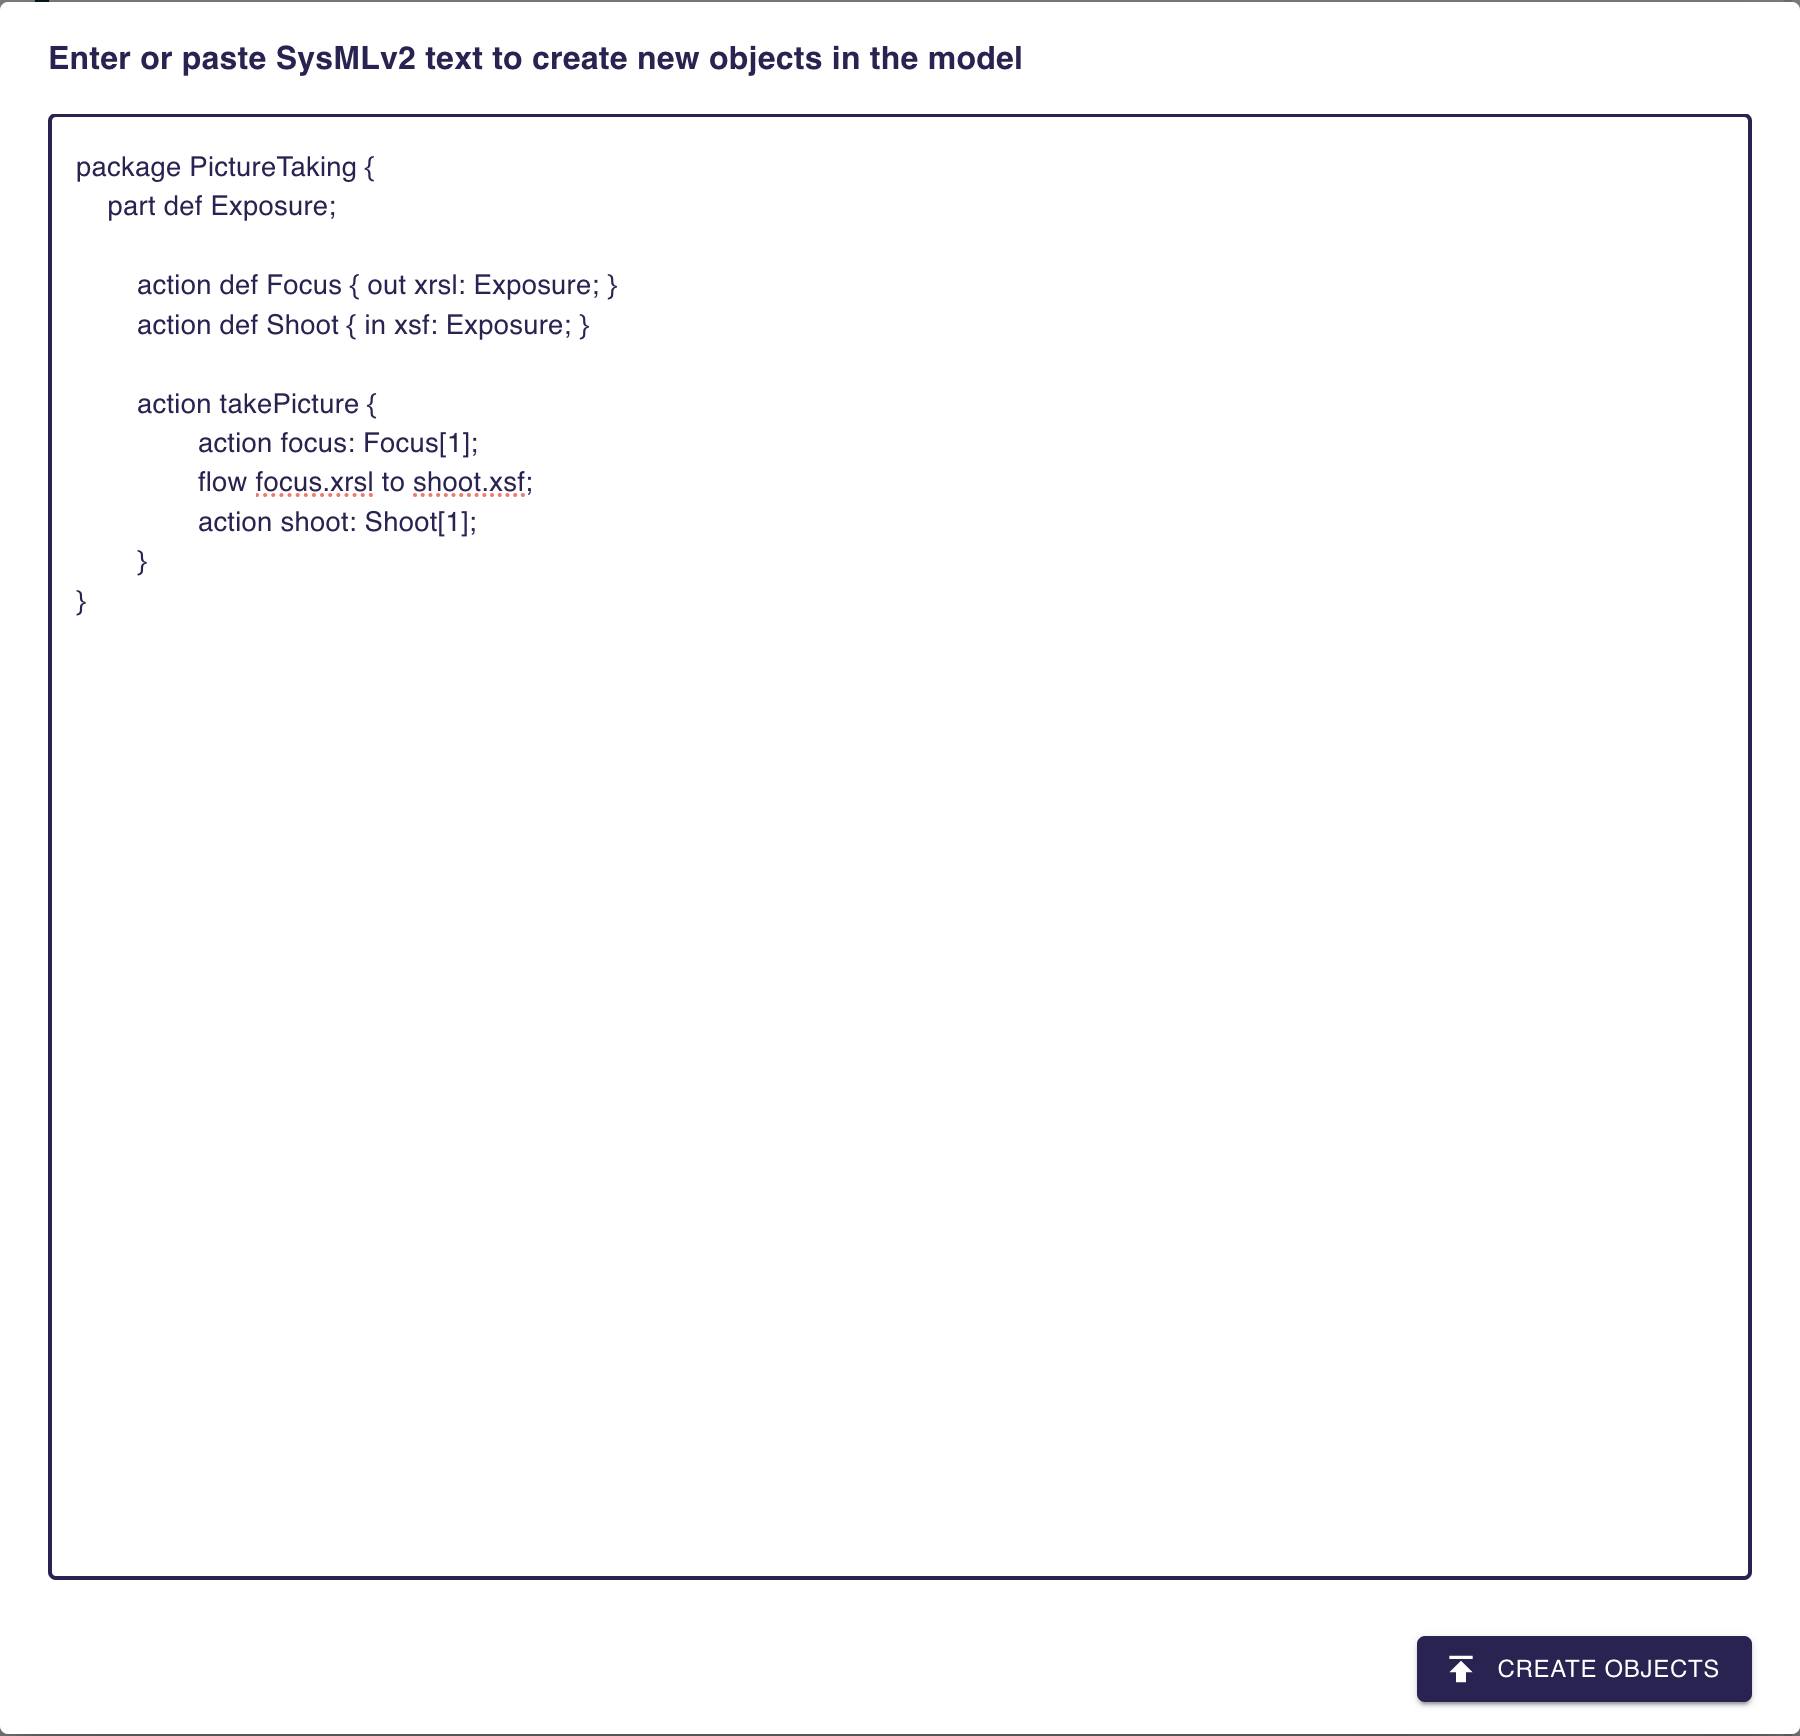 Enter or paste SysMLv2 text to create new objects in the model
package PictureTaking {
part def Exposure;
action def Focus { out xrsl: Exposure; }
action def Shoot { in xsf: Exposure; }
action takePicture {
action focus: Focus[1];
flow focus.xrsl to shoot.xsf;
action shoot: Shoot[1];
}
}
CREATE OBJECTS